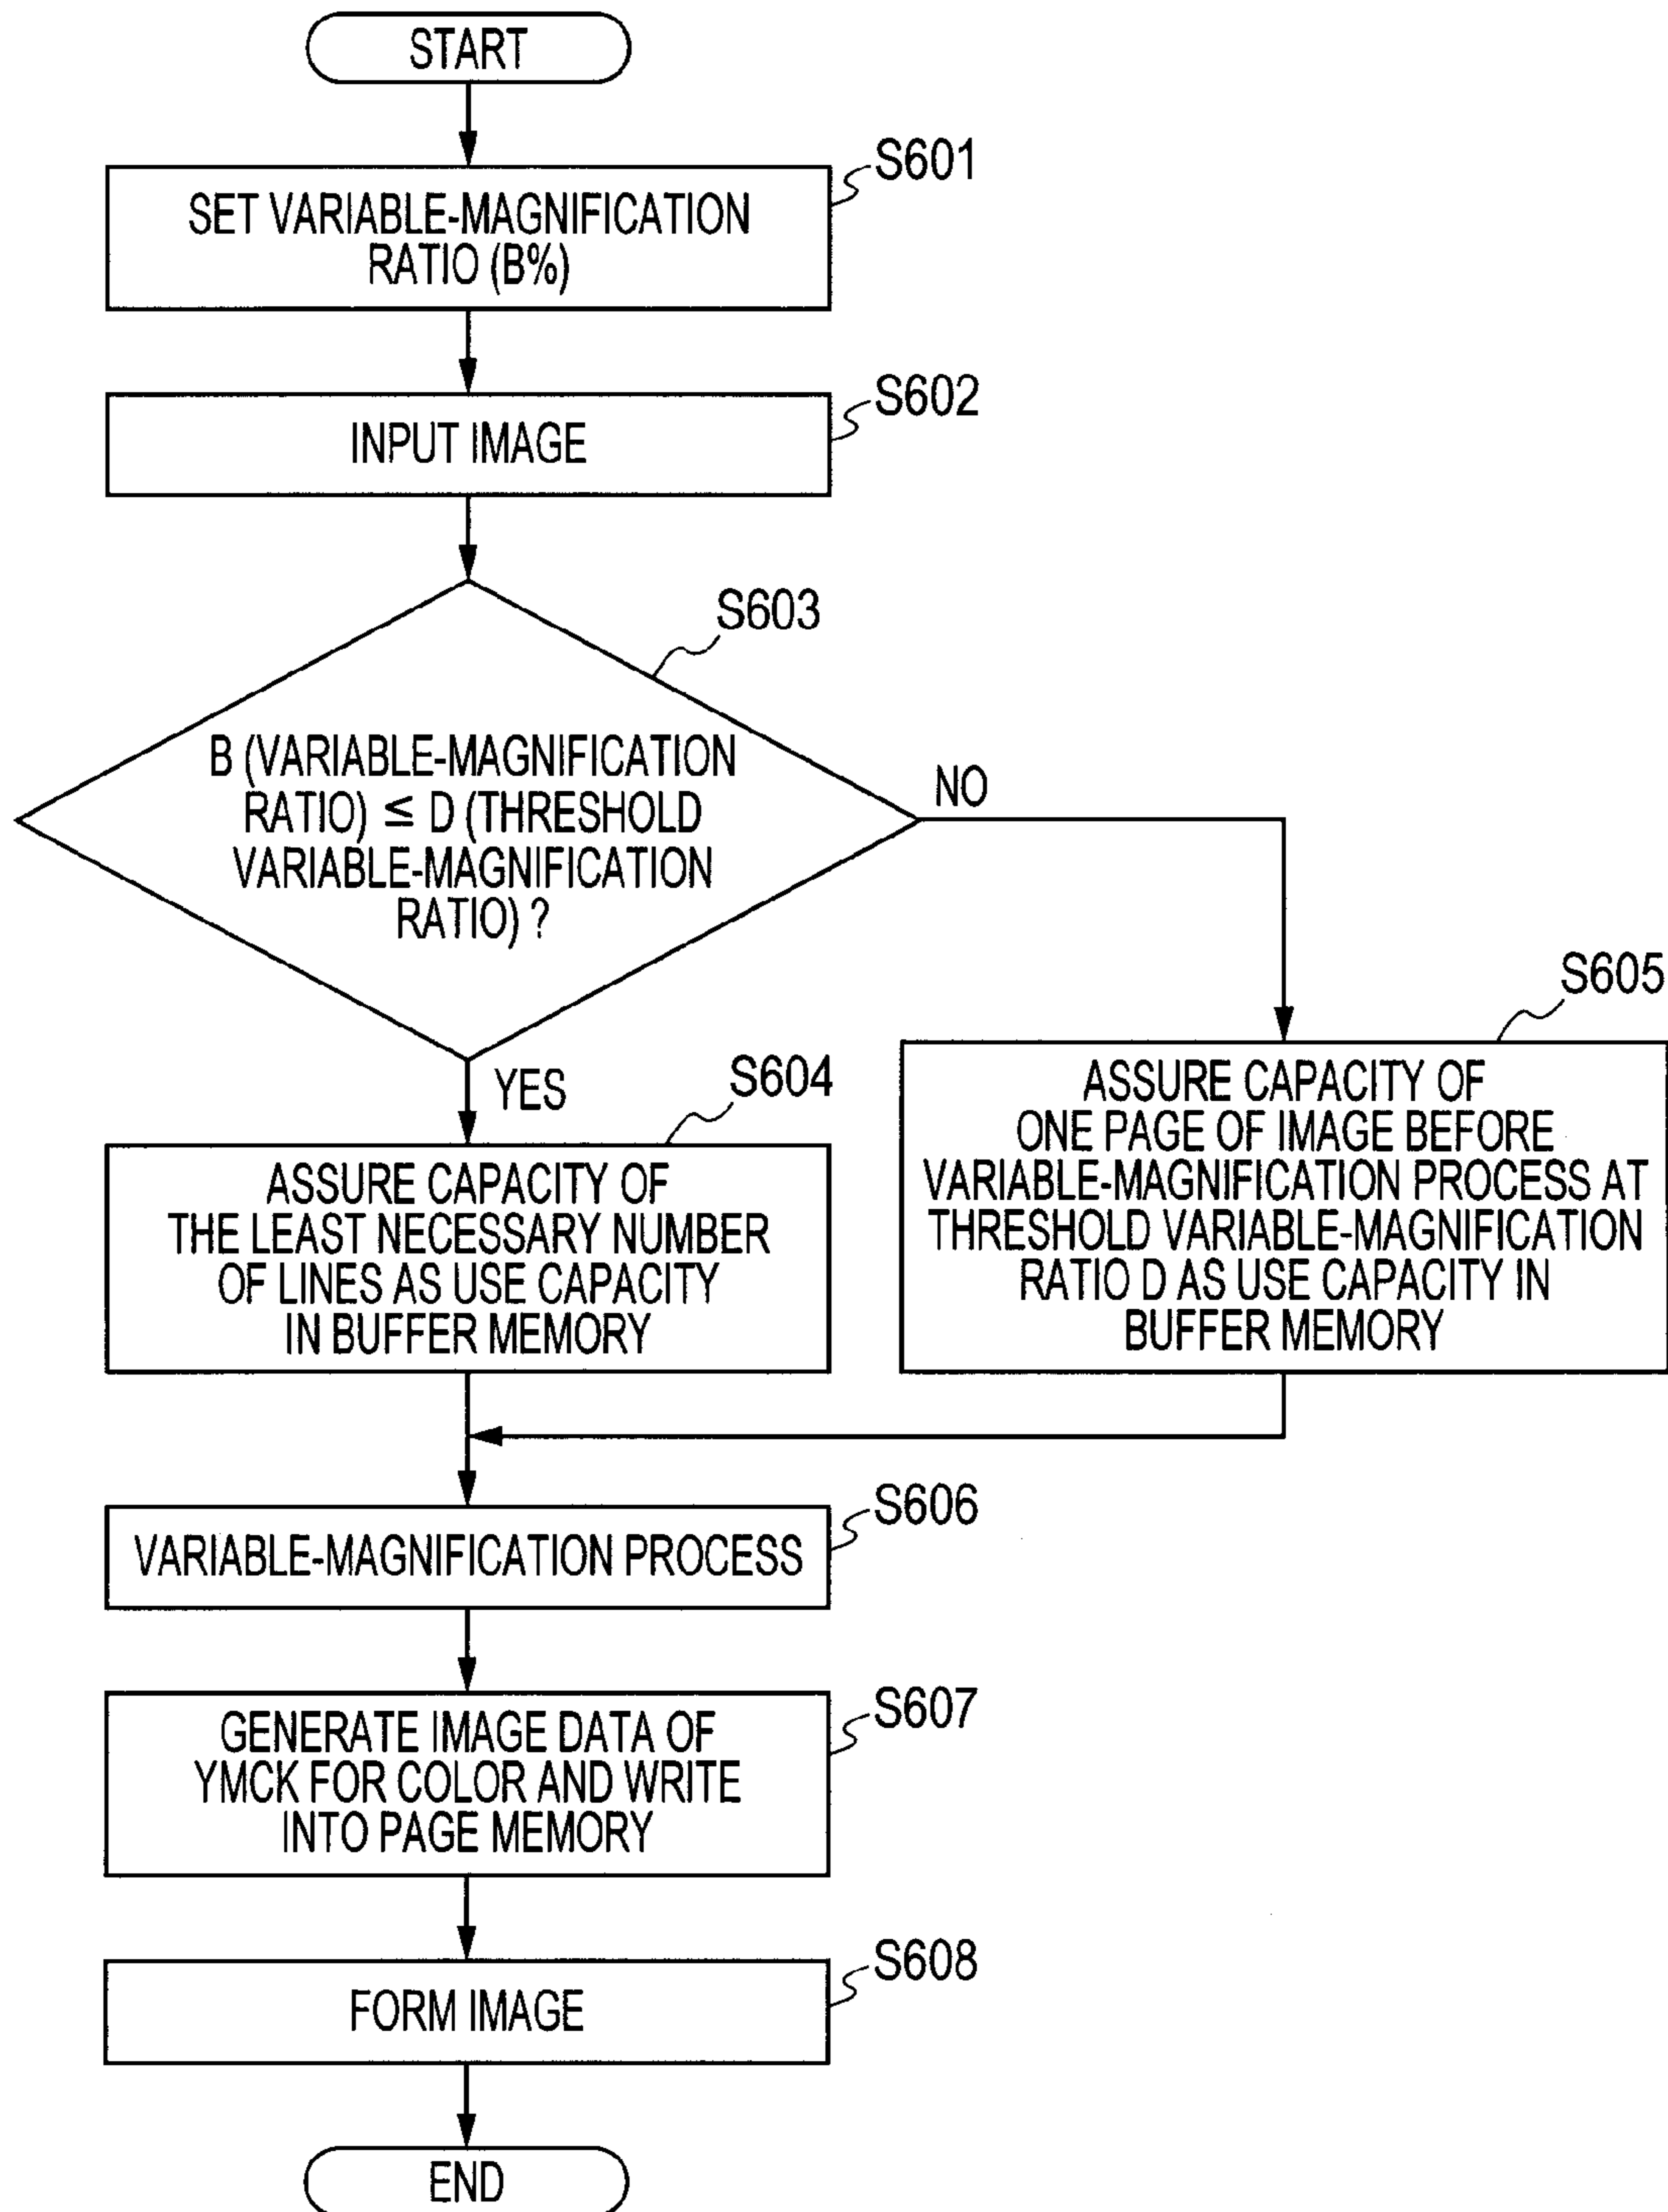 START
S601
SET VARIABLE-MAGNIFICATION
RATIO (B%)
S602
INPUT IMAGE
S603
B (VARIABLE-MAGNIFICATION
RATIO) ≤ D (THRESHOLD
VARIABLE-MAGNIFICATION
RATIO) ?
NO
YES
S604
ASSURE CAPACITY OF
THE LEAST NECESSARY NUMBER
OF LINES AS USE CAPACITY
IN BUFFER MEMORY
S605
ASSURE CAPACITY OF
ONE PAGE OF IMAGE BEFORE
VARIABLE-MAGNIFICATION PROCESS AT
THRESHOLD VARIABLE-MAGNIFICATION
RATIO D AS USE CAPACITY IN
BUFFER MEMORY
S606
VARIABLE-MAGNIFICATION PROCESS
S607
GENERATE IMAGE DATA OF
YMCK FOR COLOR AND WRITE
INTO PAGE MEMORY
S608
FORM IMAGE
END